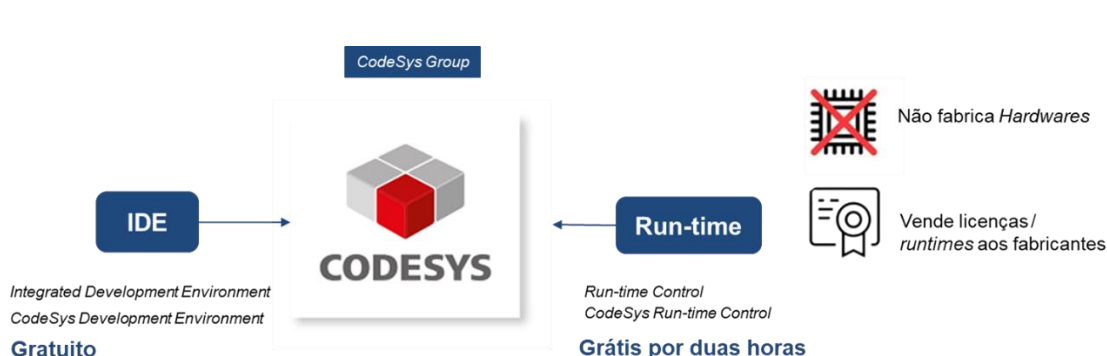 CodeSys Group
Não fabrica Hardwares
IDE
CODESYS
Run-time
Vende licenças/
runtimes aos fabricantes
Integrated Development Environment
CodeSys Development Environment
Gratuito
Run-time Control
CodeSys Run-time Control
Grátis por duas horas